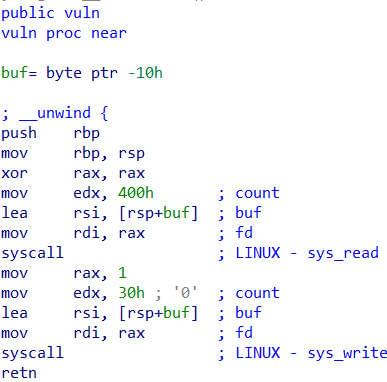 public vuln
vuln proc near
buf= byte ptr -10h
; __unwind {
push rbp
mov rbp, rsp
xor rax, rax
mov edx, 400h ; count
lea rsi, [rsp+buf] ; buf
mov rdi, rax ; fd
syscall ; LINUX - sys_read
mov rax, 1
mov edx, 30h ; '0' ; count
lea rsi, [rsp+buf] ; buf
mov rdi, rax ; fd
syscall ; LINUX - sys_write
retn